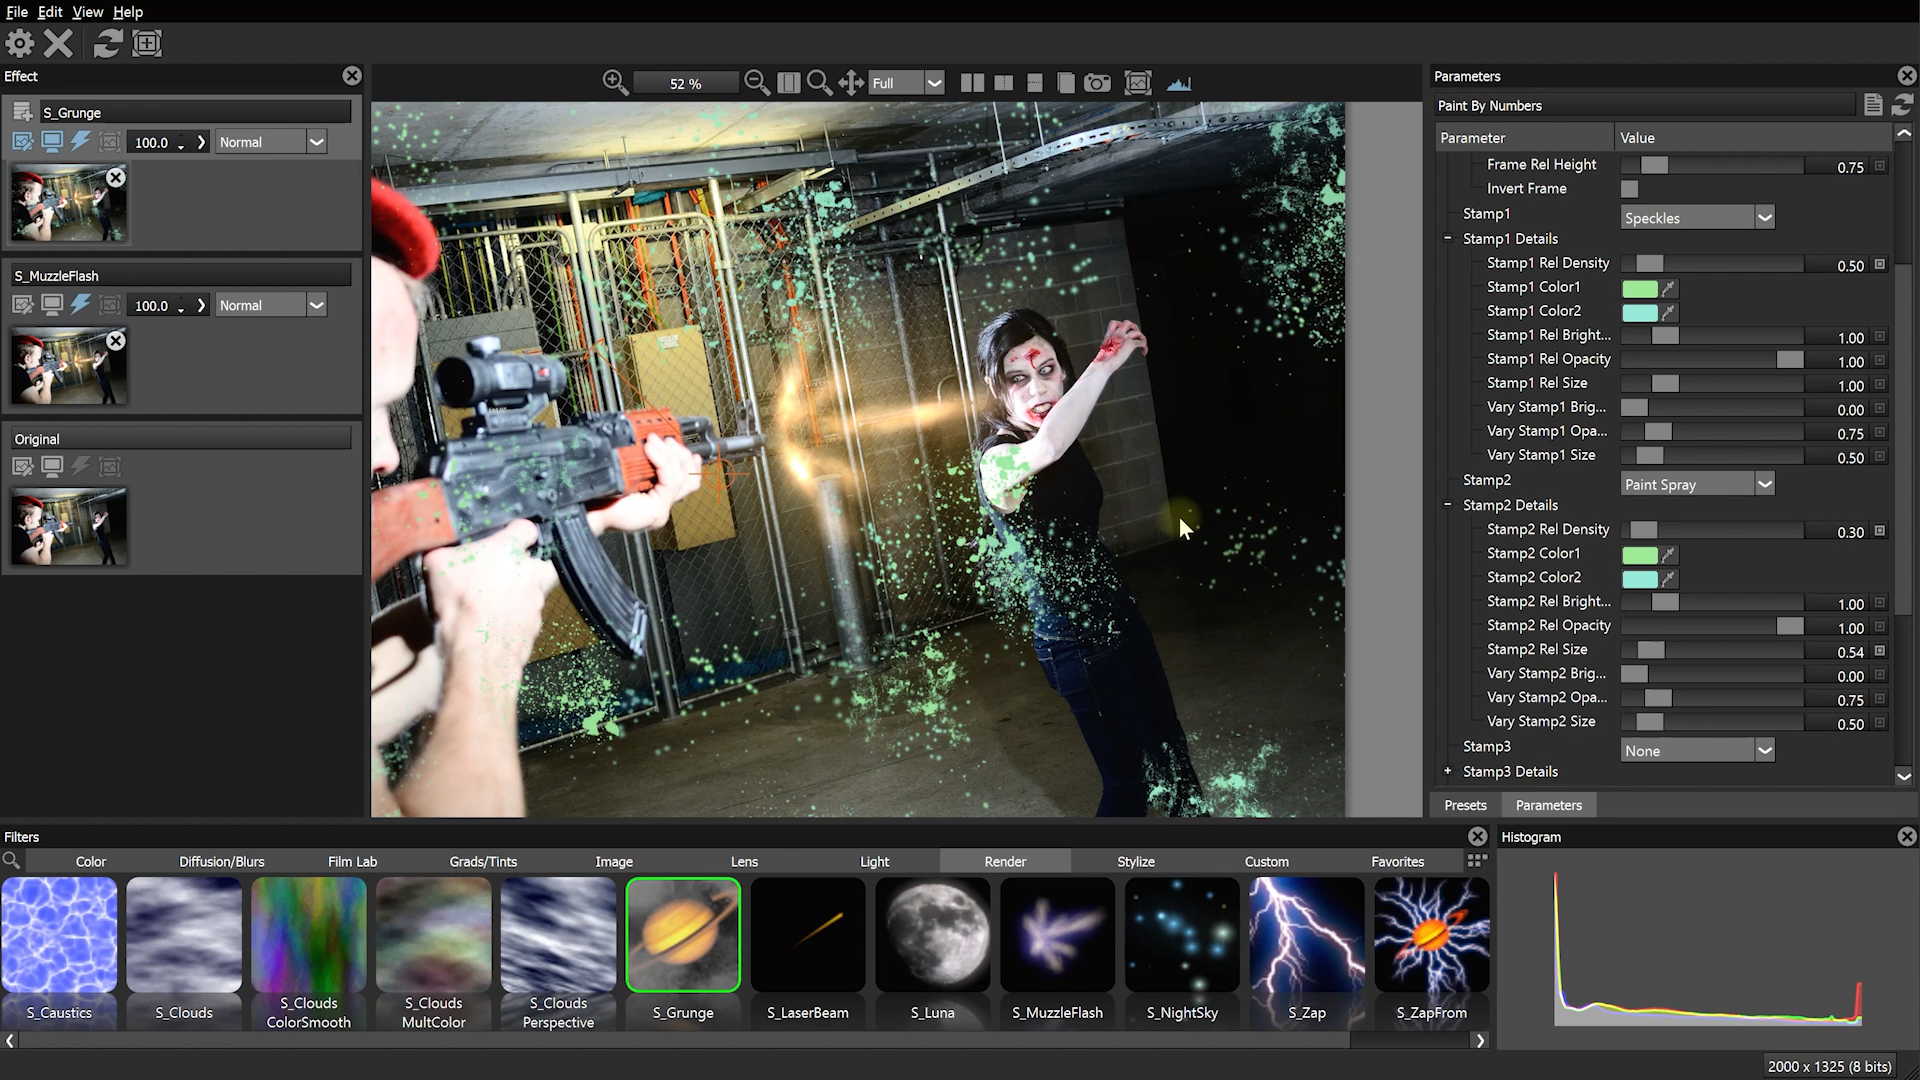 File Edit View Help
Effect
S_Grunge
100.0 Normal
S_MuzzleFlash
100.0 Normal
Original
52 % Full
Parameters
Paint By Numbers
Parameter Value
Frame Rel Height 0.75
Invert Frame
Stamp1 Speckles
Stamp1 Details
Stamp1 Rel Density 0.50
Stamp1 Color1
Stamp1 Color2
Stamp1 Rel Bright... 1.00
Stamp1 Rel Opacity 1.00
Stamp1 Rel Size 1.00
Vary Stamp1 Brig... 0.00
Vary Stamp1 Opa... 0.75
Vary Stamp1 Size 0.50
Stamp2 Paint Spray
Stamp2 Details
Stamp2 Rel Density 0.30
Stamp2 Color1
Stamp2 Color2
Stamp2 Rel Bright... 1.00
Stamp2 Rel Opacity 1.00
Stamp2 Rel Size 0.54
Vary Stamp2 Brig... 0.00
Vary Stamp2 Opa... 0.75
Vary Stamp2 Size 0.50
Stamp3 None
Stamp3 Details
Presets Parameters
Filters
Color Diffusion/Blurs Film Lab Grads/Tints Image Lens Light Render Stylize Custom Favorites
S_Caustics
S_Clouds
S_Clouds
ColorSmooth
S_Clouds
MultColor
S_Clouds
Perspective
S_Grunge
S_LaserBeam
S_Luna
S_MuzzleFlash
S_NightSky
S_Zap
S_ZapFrom
Histogram
2000 x 1325 (8 bits)